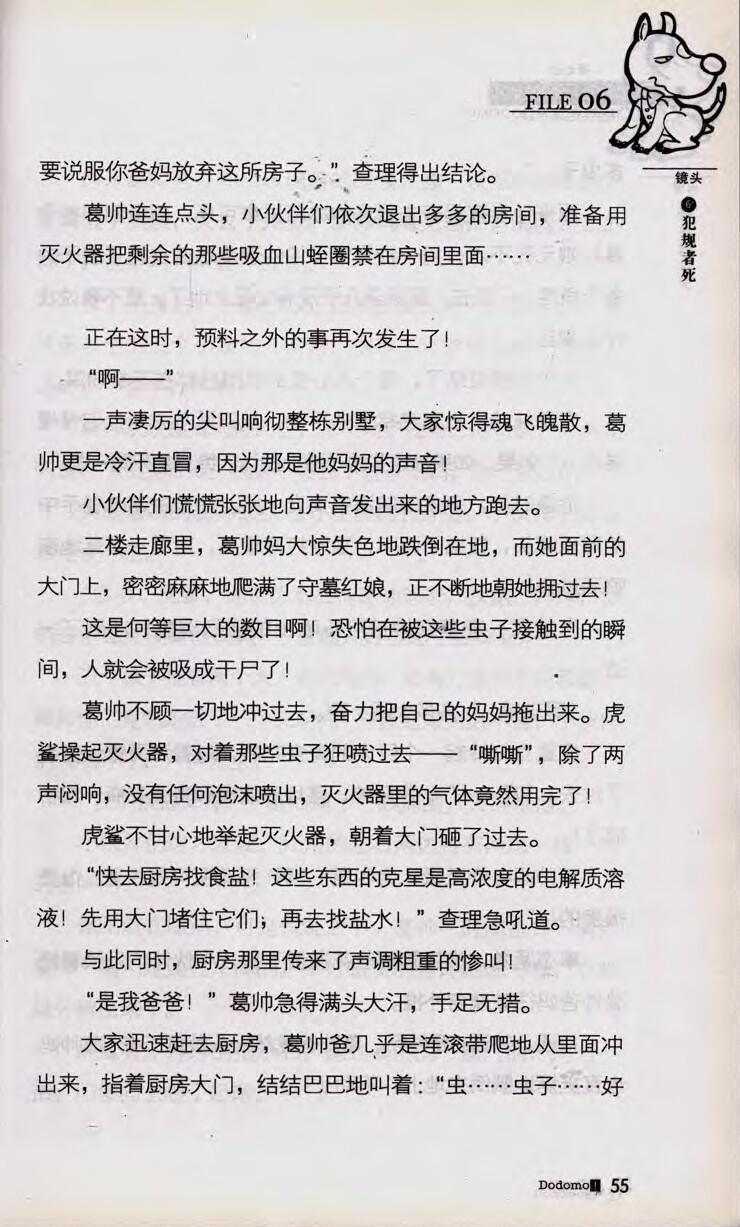 FILE 06
镜头
6
犯规者死
要说服你爸妈放弃这所房子。”查理得出结论。
葛帅连连点头，小伙伴们依次退出多多的房间，准备用
灭火器把剩余的那些吸血山蛭圈禁在房间里面……
正在这时，预料之外的事再次发生了！
“啊——”
一声凄厉的尖叫响彻整栋别墅，大家惊得魂飞魄散，葛
帅更是冷汗直冒，因为那是他妈妈的声音！
小伙伴们慌慌张张地向声音发出来的地方跑去。
二楼走廊里，葛帅妈大惊失色地跌倒在地，而她面前的
大门上，密密麻麻地爬满了守墓红娘，正不断地朝她拥过去！
这是何等巨大的数目啊！恐怕在被这些虫子接触到的瞬
间，人就会被吸成干尸了！
葛帅不顾一切地冲过去，奋力把自己的妈妈拖出来。虎
鲨操起灭火器，对着那些虫子狂喷过去——“嘶嘶”，除了两
声闷响，没有任何泡沫喷出，灭火器里的气体竟然用完了！
虎鲨不甘心地举起灭火器，朝着大门砸了过去。
“快去厨房找食盐！这些东西的克星是高浓度的电解质溶
液！先用大门堵住它们；再去找盐水！”查理急吼道。
与此同时，厨房那里传来了声调粗重的惨叫！
“是我爸爸！”葛帅急得满头大汗，手足无措。
大家迅速赶去厨房，葛帅爸几乎是连滚带爬地从里面冲
出来，指着厨房大门，结结巴巴地叫着：“虫……虫子……好
Dodomo! 55